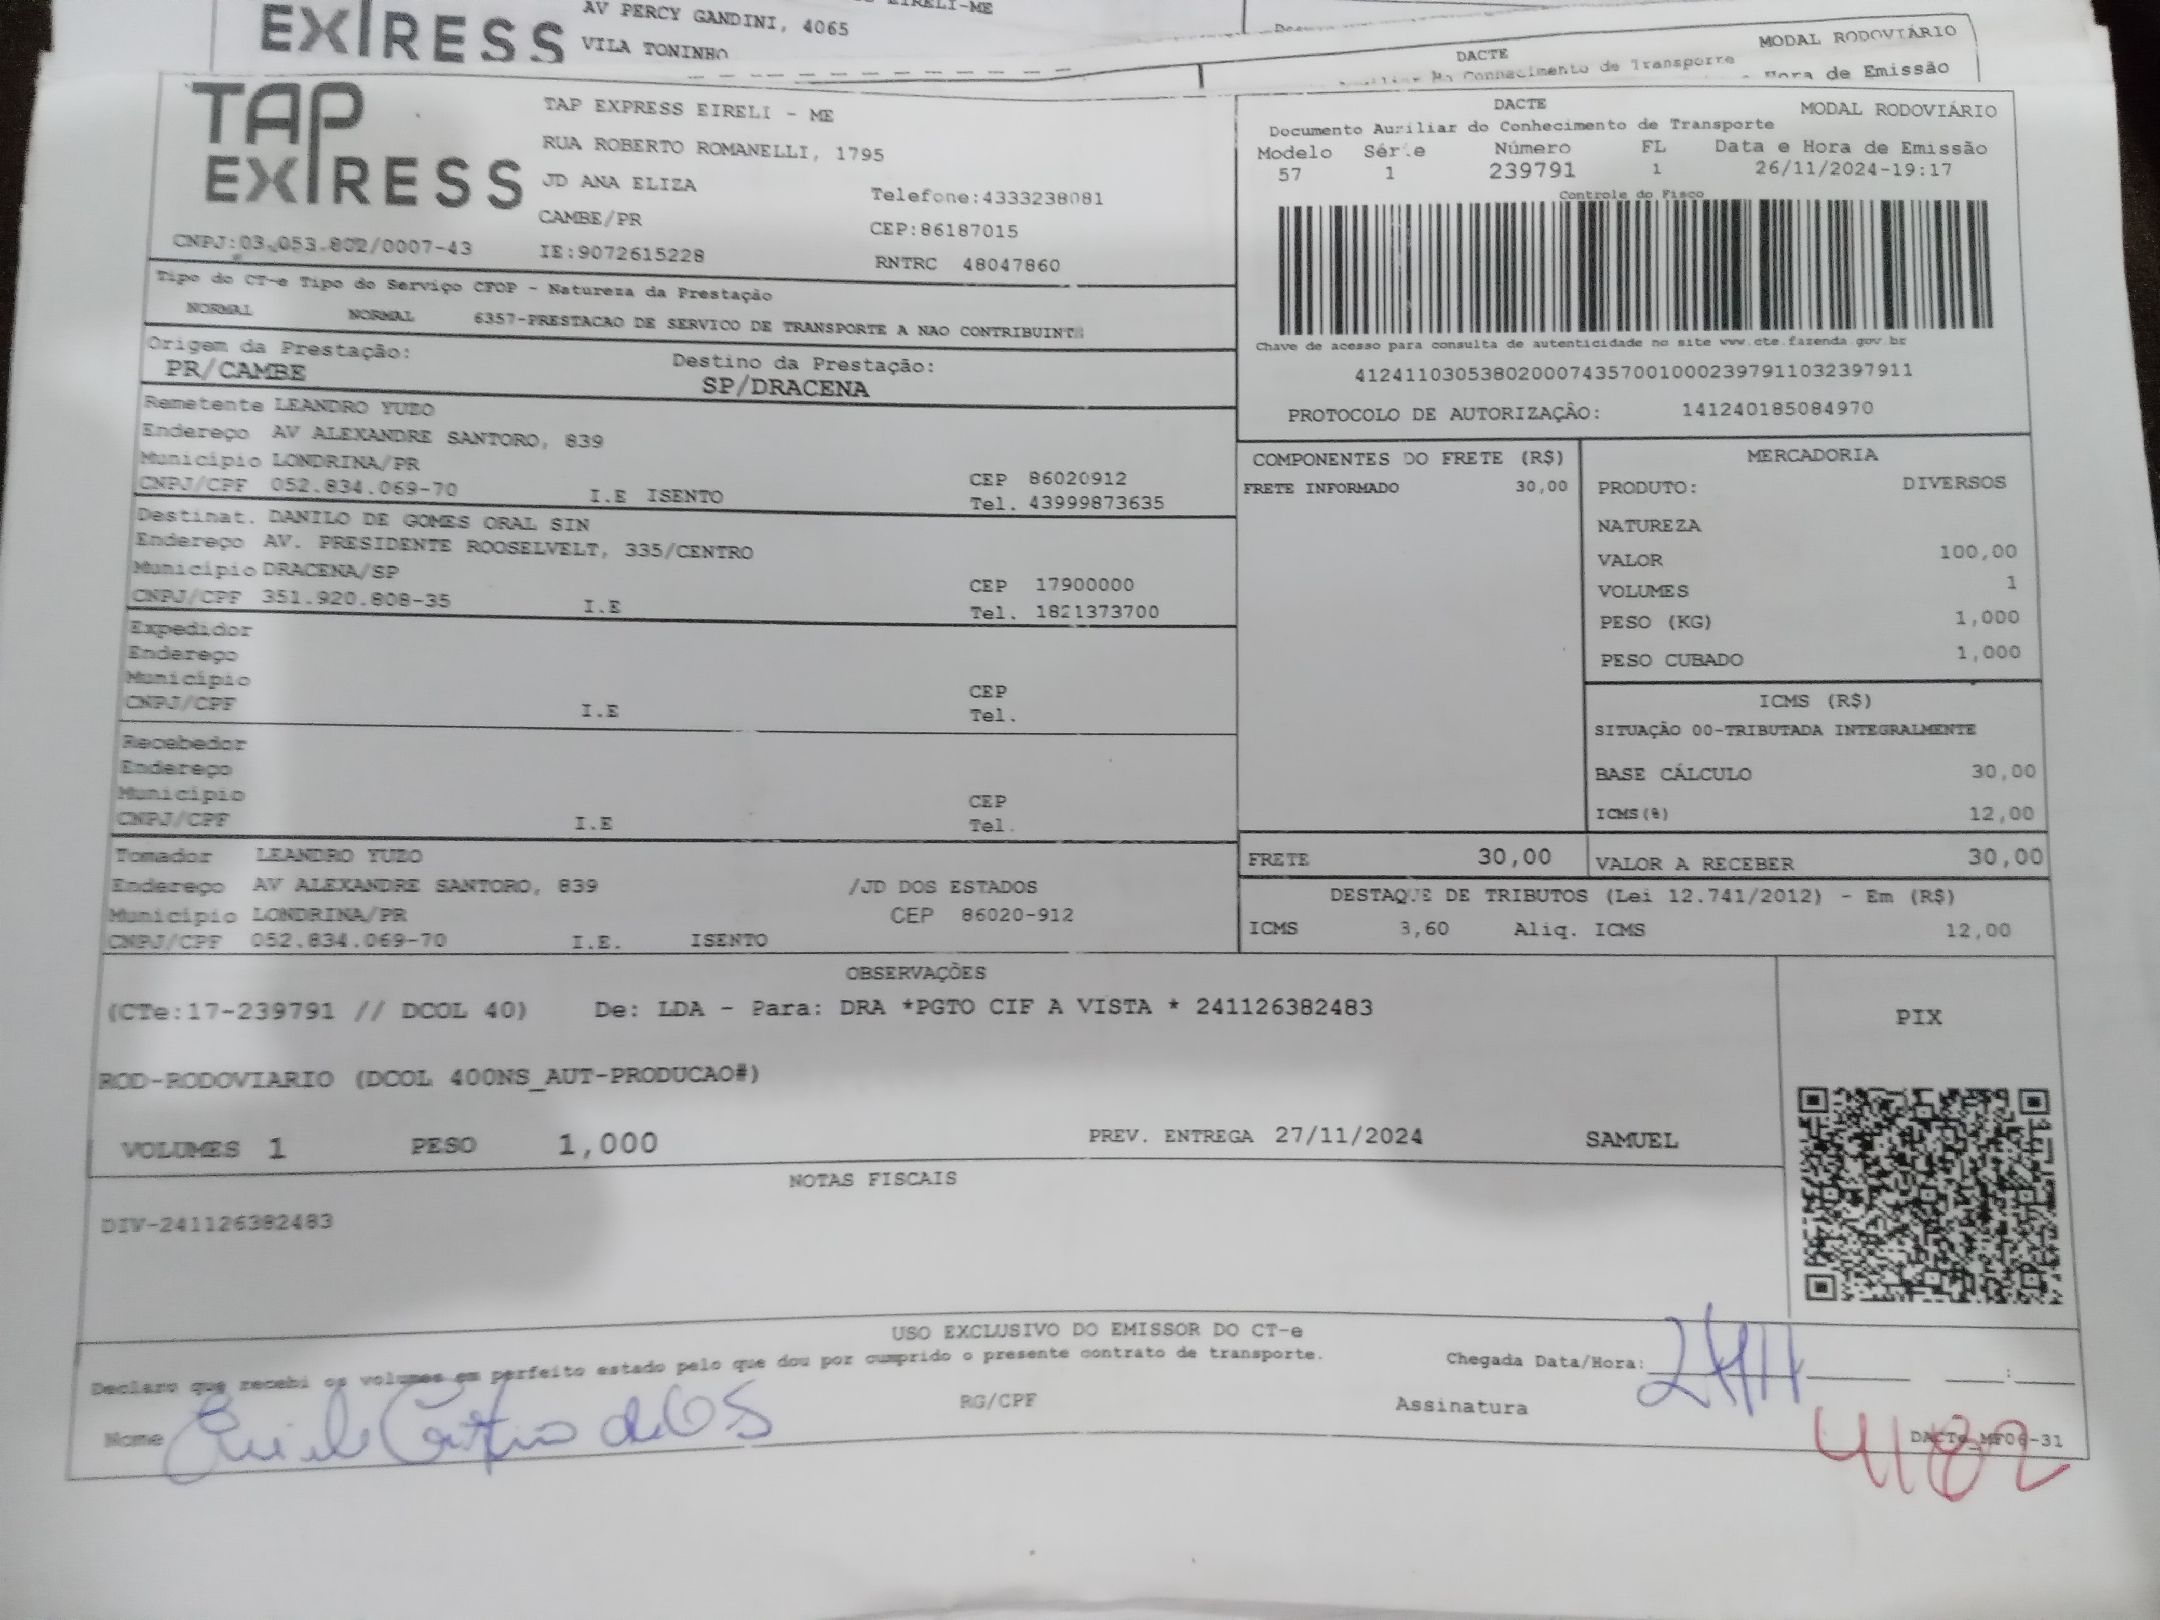 EIRELI-ME
EXPRESS
AV PERCY GANDINI, 4065
VILA TONINHO
DACTE
MODAL RODOVIÁRIO
Conhecimento de Transporte
Hora de Emissão
TAP
EXPRESS
TAP EXPRESS EIRELI - ME
RUA ROBERTO ROMANELLI, 1795
JD ANA ELIZA
Telefone:4333238081
CAMBE/PR
CEP:86187015
CNPJ:03.053.802/0007-43
IE:9072615228
RNTRC 48047860
DACTE
MODAL RODOVIÁRIO
Documento Auxiliar do Conhecimento de Transporte
Modelo Série Número FL Data e Hora de Emissão
57 1 239791 1 26/11/2024-19:17
Controle do Fisco
Chave de acesso para consulta de autenticidade no site www.cte.fazenda.gov.br
41241103053802000743570010002397911032397911
PROTOCOLO DE AUTORIZAÇÃO: 141240185084970
Tipo do CT-e Tipo do Serviço CFOP - Natureza da Prestação
NORMAL NORMAL 6357-PRESTACAO DE SERVICO DE TRANSPORTE A NAO CONTRIBUINTE
Origem da Prestação: Destino da Prestação:
PR/CAMBE SP/DRACENA
Remetente LEANDRO YUZO
Endereço AV ALEXANDRE SANTORO, 839
Município LONDRINA/PR CEP 86020912
CNPJ/CPF 052.834.069-70 I.E ISENTO Tel. 43999873635
Destinat. DANILO DE GOMES ORAL SIN
Endereço AV. PRESIDENTE ROOSELVELT, 335/CENTRO
Município DRACENA/SP CEP 17900000
CNPJ/CPF 351.920.808-35 I.E Tel. 1821373700
Expedidor
Endereço
Município CEP
CNPJ/CPF I.E Tel.
Recebedor
Endereço
Município CEP
CNPJ/CPF I.E Tel.
Tomador LEANDRO YUZO
Endereço AV ALEXANDRE SANTORO, 839 /JD DOS ESTADOS
Município LONDRINA/PR CEP 86020-912
CNPJ/CPF 052.834.069-70 I.E. ISENTO
COMPONENTES DO FRETE (R$)
FRETE INFORMADO 30,00
MERCADORIA
PRODUTO: DIVERSOS
NATUREZA
VALOR 100,00
VOLUMES 1
PESO (KG) 1,000
PESO CUBADO 1,000
ICMS (R$)
SITUAÇÃO 00-TRIBUTADA INTEGRALMENTE
BASE CÁLCULO 30,00
ICMS(%) 12,00
FRETE 30,00 VALOR A RECEBER 30,00
DESTAQUE DE TRIBUTOS (Lei 12.741/2012) - Em (R$)
ICMS 3,60 Aliq. ICMS 12,00
OBSERVAÇÕES
(CTe:17-239791 // DCOL 40) De: LDA - Para: DRA *PGTO CIF A VISTA * 241126382483
ROD-RODOVIARIO (DCOL 400NS_AUT-PRODUCAO#)
VOLUMES 1 PESO 1,000 PREV. ENTREGA 27/11/2024 SAMUEL
PIX
NOTAS FISCAIS
DIV-241126382483
USO EXCLUSIVO DO EMISSOR DO CT-e
Declaro que recebi os volumes em perfeito estado pelo que dou por cumprido o presente contrato de transporte.
Chegada Data/Hora:
Nome RG/CPF Assinatura
DACTe_MF06-31
4182